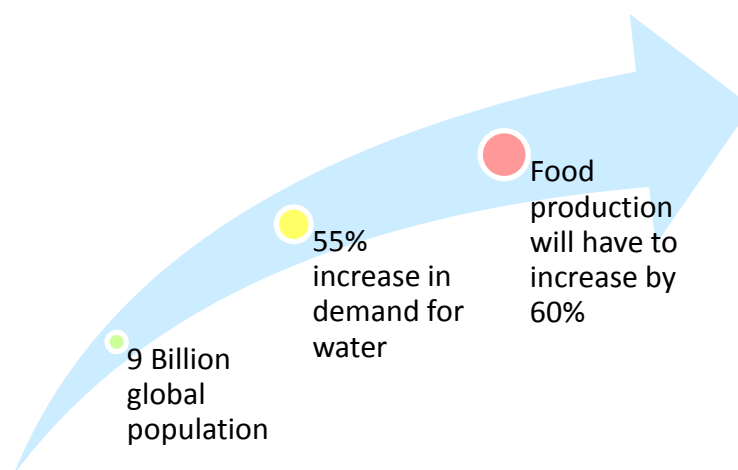 9 Billion
global
population
55%
increase in
demand for
water
Food
production
will have to
increase by
60%